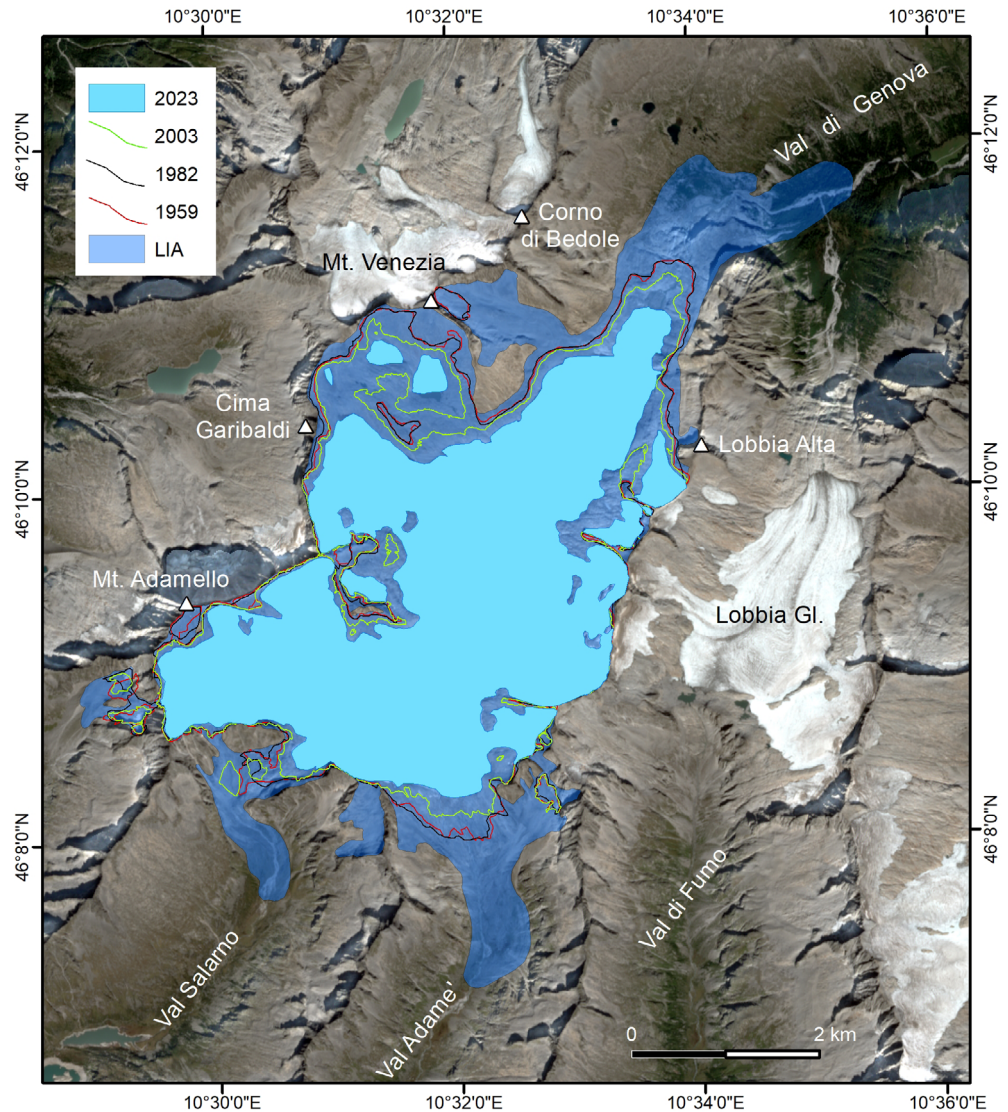 10°30'0"E
10°32'0"E
10°34'0"E
10°36'0"E
2023
2003
1982
1959
LIA
46°12'0"N
46°12'0"N
Val di Genova
Corno
di Bedole
Mt. Venezia
Cima
Garibaldi
Lobbia Alta
46°10'0"N
46°10'0"N
Mt. Adamello
Lobbia Gl.
46°8'0"N
46°8'0"N
Val Salarno
Val Adame'
Val di Fumo
0
2 km
10°30'0"E
10°32'0"E
10°34'0"E
10°36'0"E